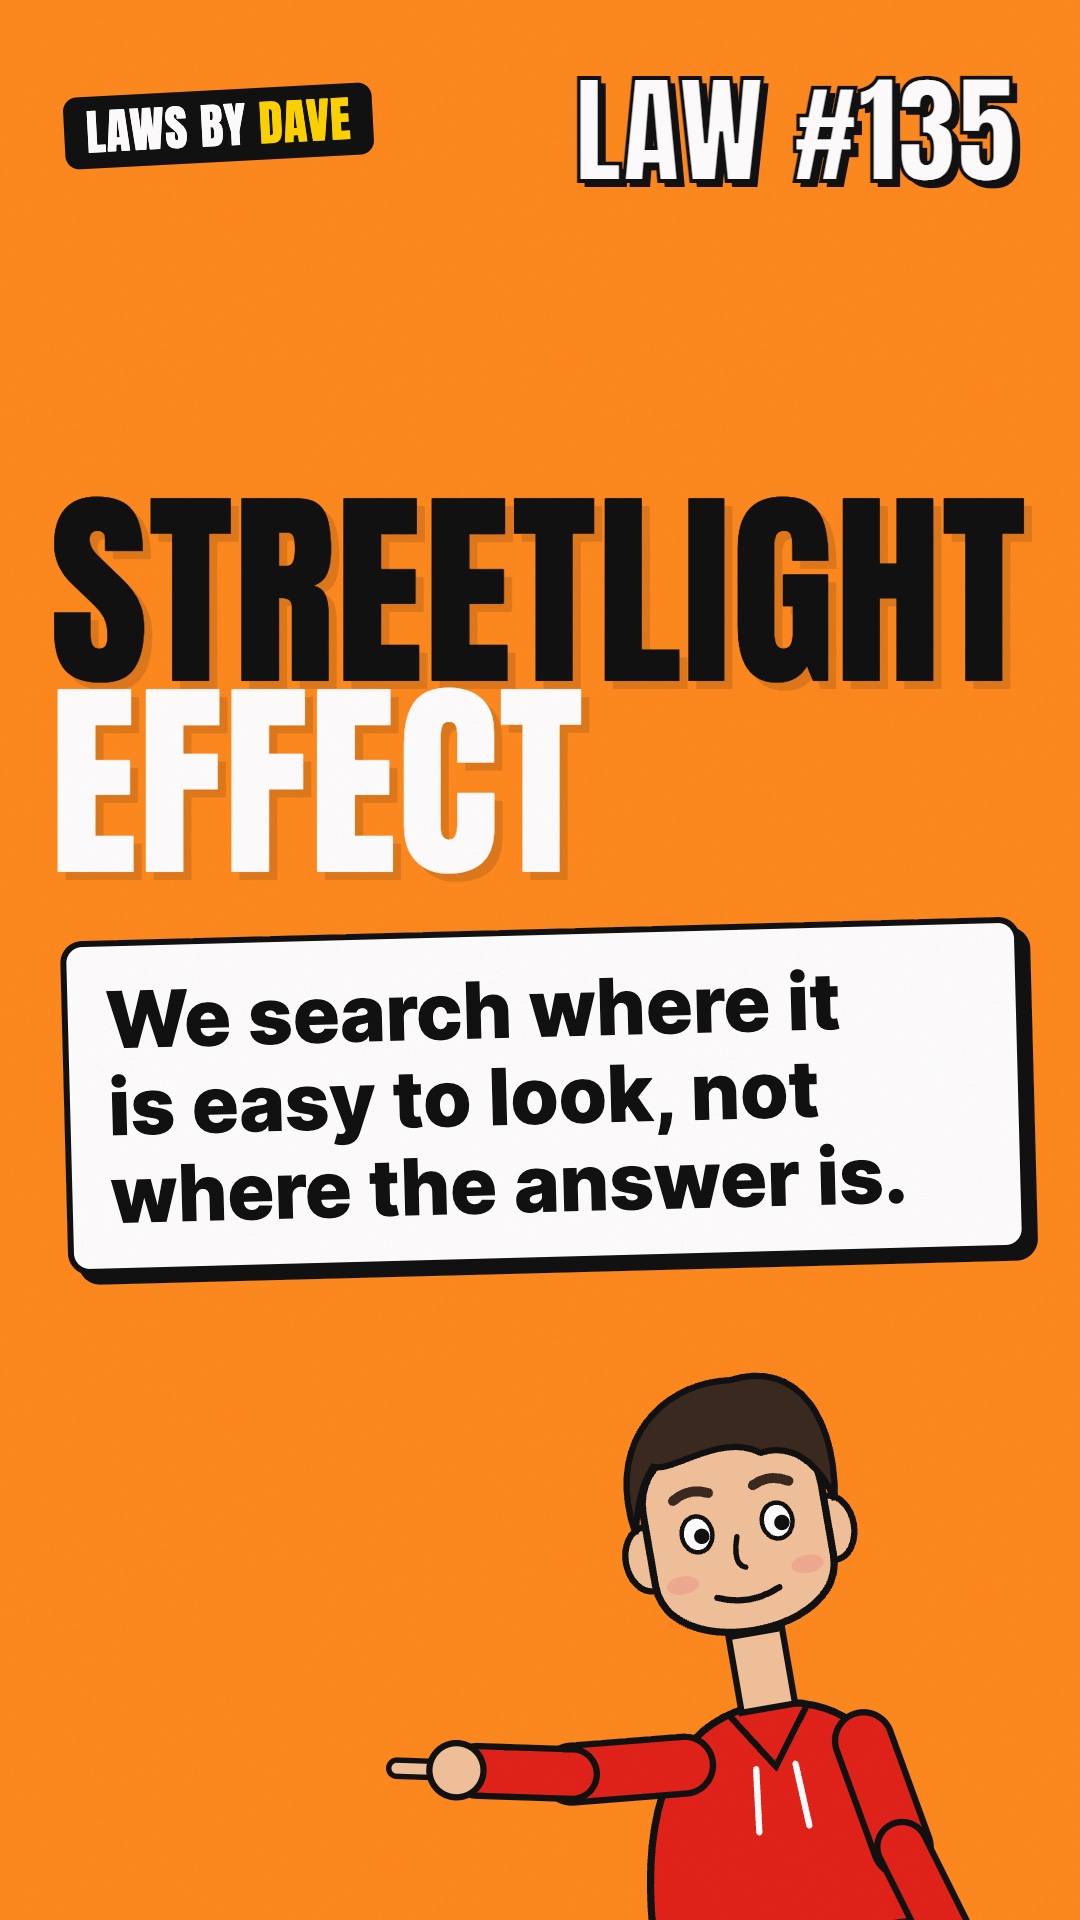 LAWS BY DAVE
LAW #135
STREETLIGHT
EFFECT
We search where it
is easy to look, not
where the answer is.